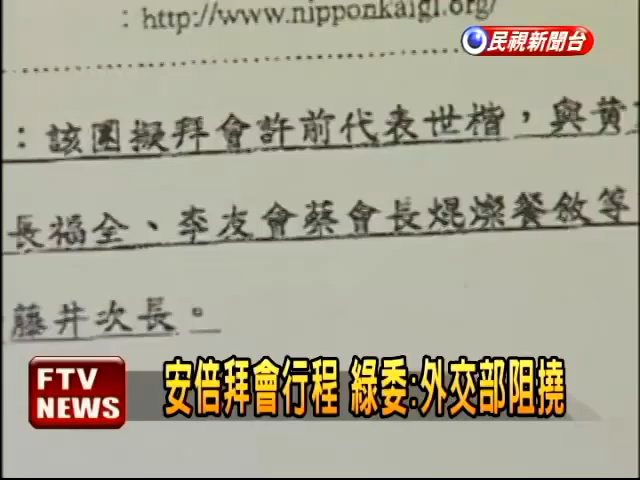 : http://www.nipponkaigi.org/
民視新聞台
：該團擬拜會許前代表世楷，與黃
長福全、李友會蔡會長焜燦餐敘等
藤井次長。
FTV NEWS
安倍拜會行程 綠委:外交部阻撓